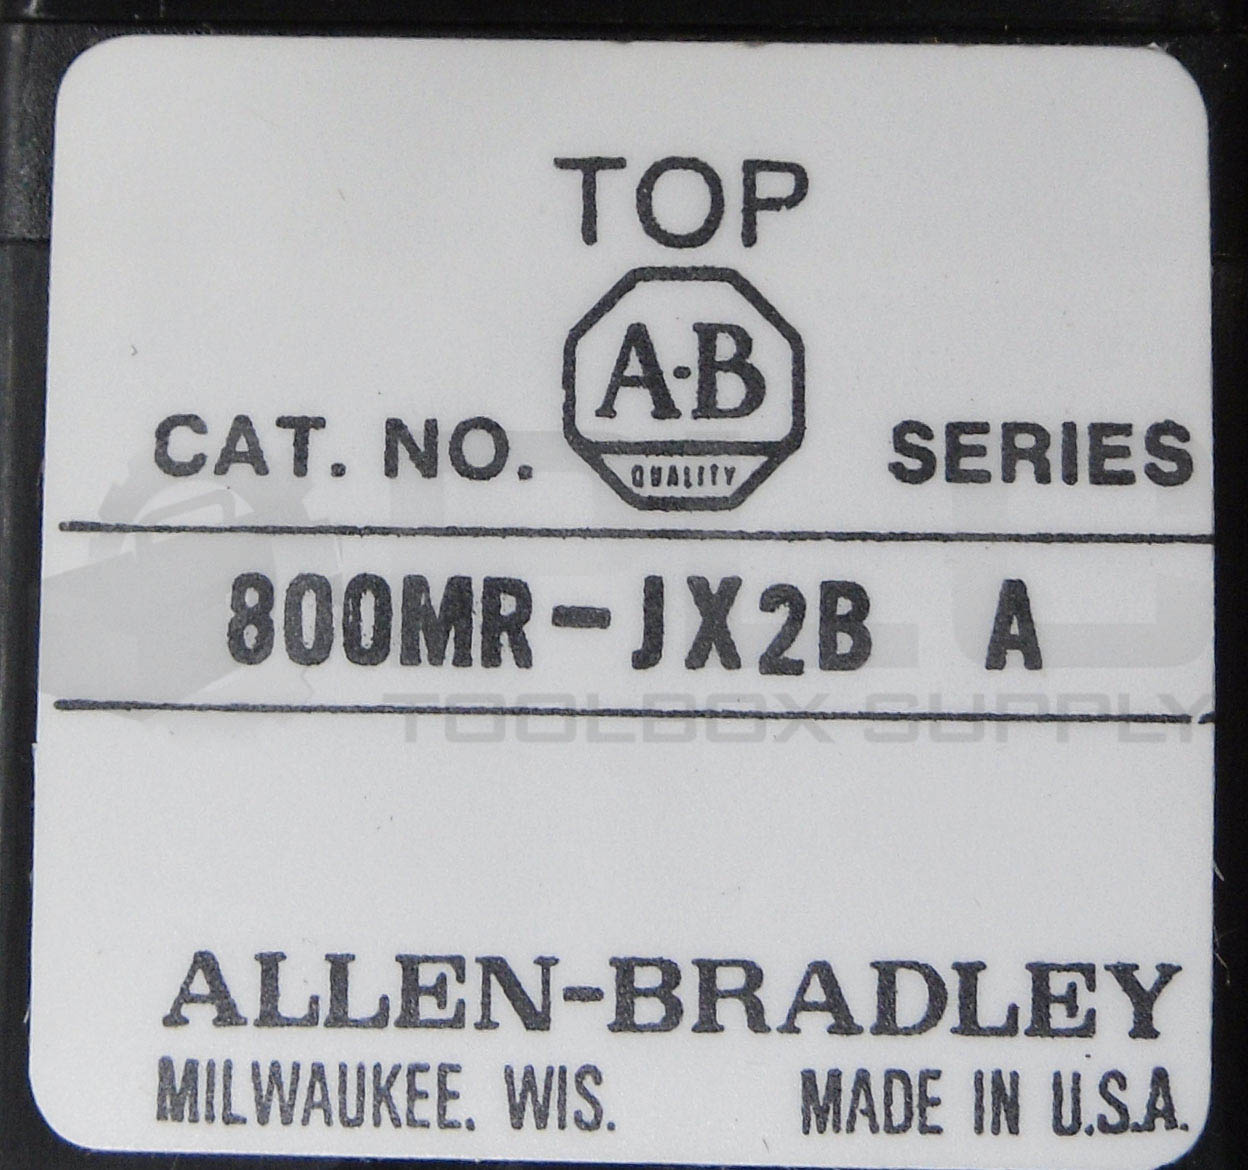 TOP
A-B
QUALITY
CAT. NO. SERIES
800MR-JX2B A
TOOLBOX SUPPLY
ALLEN-BRADLEY
MILWAUKEE. WIS. MADE IN U.S.A.